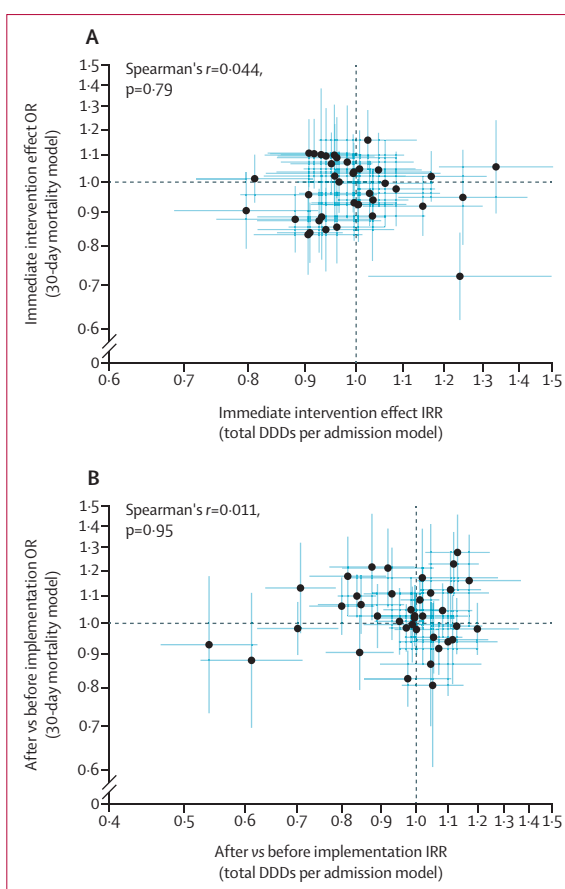 A
Spearman's r=0·044,
p=0·79
Immediate intervention effect OR
(30-day mortality model)
1·5
1·4
1·3
1·2
1·1
1·0
0·9
0·8
0·7
0·6
0
0·6 0·7 0·8 0·9 1·0 1·1 1·2 1·3 1·4 1·5
Immediate intervention effect IRR
(total DDDs per admission model)
B
Spearman's r=0·011,
p=0·95
After vs before implementation OR
(30-day mortality model)
1·5
1·4
1·3
1·2
1·1
1·0
0·9
0·8
0·7
0·6
0
0·4 0·5 0·6 0·7 0·8 0·9 1·0 1·1 1·2 1·3 1·4 1·5
After vs before implementation IRR
(total DDDs per admission model)